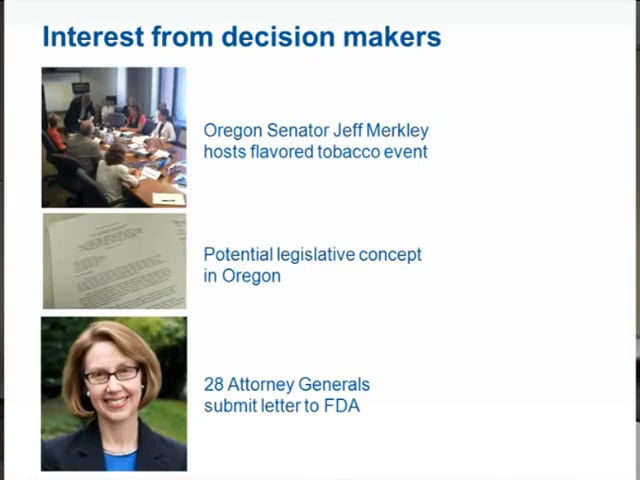 Interest from decision makers
Oregon Senator Jeff Merkley
hosts flavored tobacco event
Potential legislative concept
in Oregon
28 Attorney Generals
submit letter to FDA